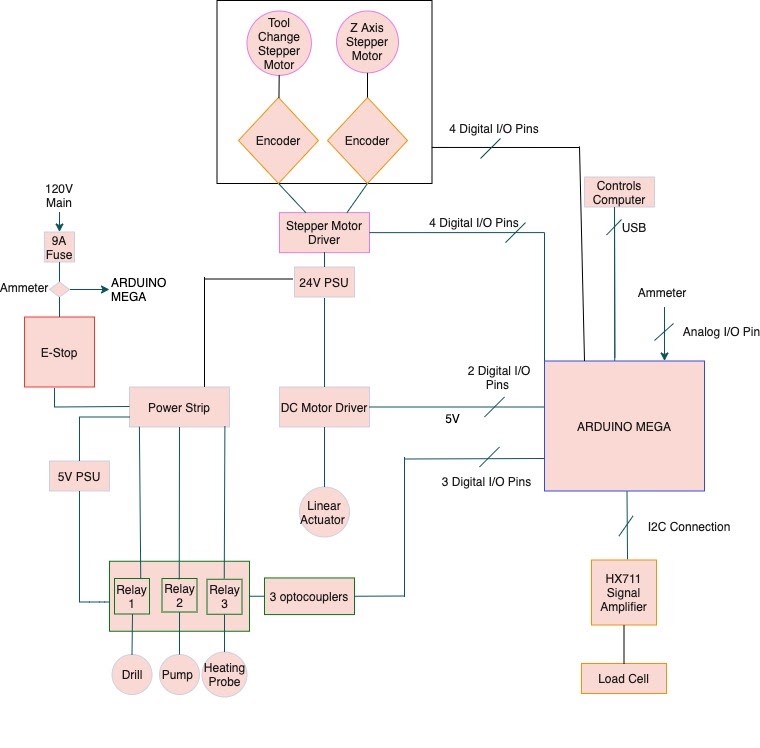 Tool
Change
Stepper
Motor
Z Axis
Stepper
Motor
Encoder
Encoder
4 Digital I/O Pins
120V
Main
9A
Fuse
Ammeter
ARDUINO
MEGA
E-Stop
Stepper Motor
Driver
4 Digital I/O Pins
24V PSU
Controls
Computer
USB
Ammeter
Analog I/O Pin
2 Digital I/O
Pins
Power Strip
DC Motor Driver
5V
ARDUINO MEGA
5V PSU
3 Digital I/O Pins
Linear
Actuator
I2C Connection
Relay
1
Relay
2
Relay
3
3 optocouplers
HX711
Signal
Amplifier
Drill
Pump
Heating
Probe
Load Cell